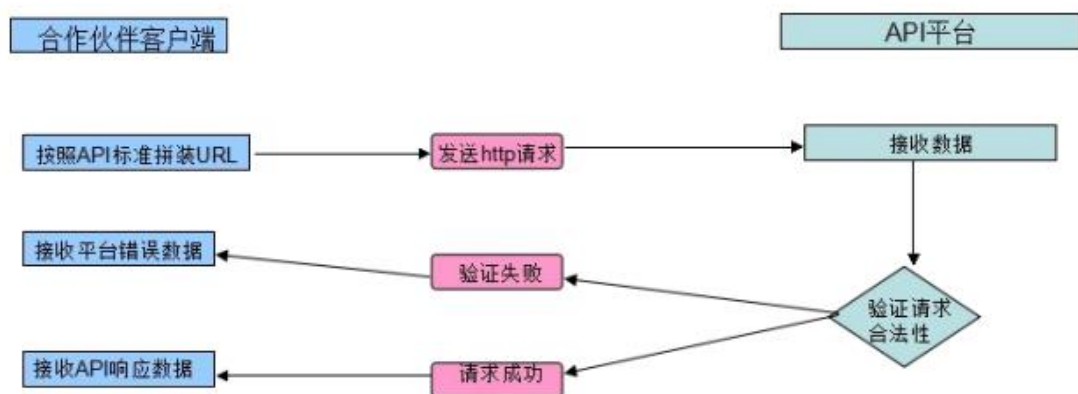 合作伙伴客户端
API平台
按照API标准拼装URL
发送http请求
接收数据
接收平台错误数据
验证失败
验证请求
合法性
接收API响应数据
请求成功